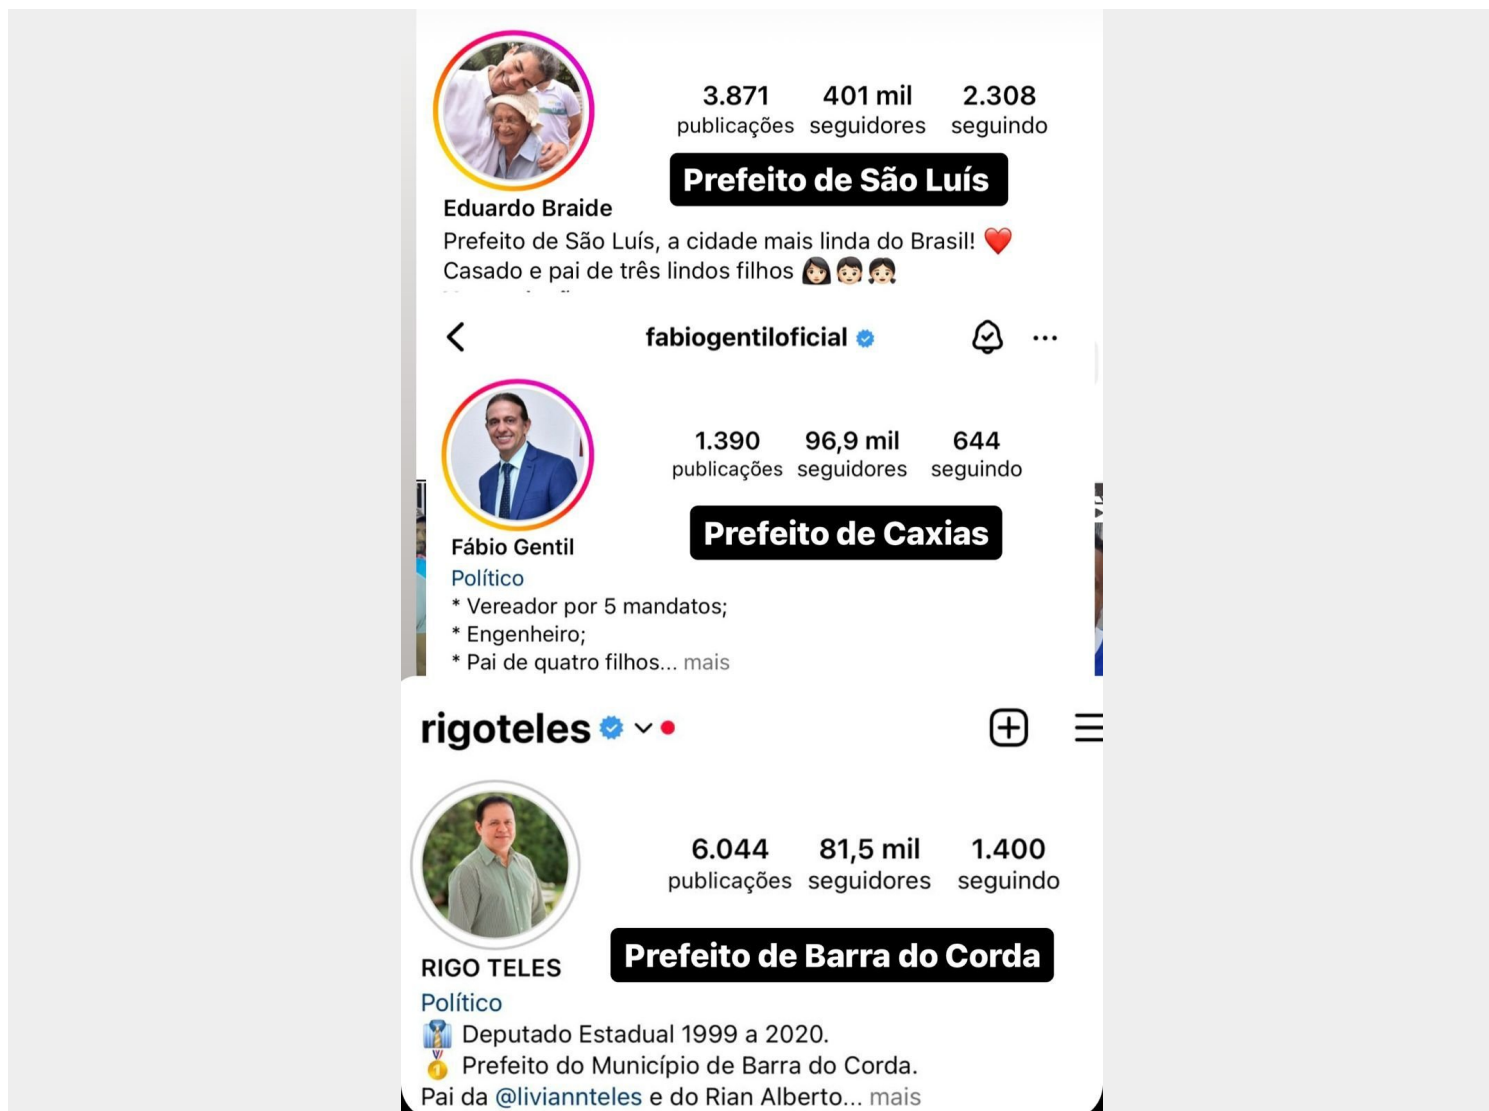 3.871 401 mil 2.308
publicações seguidores seguindo
Prefeito de São Luís
Eduardo Braide
Prefeito de São Luís, a cidade mais linda do Brasil! ❤️
Casado e pai de três lindos filhos 👩🏻👦🏻👧🏻
fabiogentiloficial
1.390 96,9 mil 644
publicações seguidores seguindo
Prefeito de Caxias
Fábio Gentil
Político
* Vereador por 5 mandatos;
* Engenheiro;
* Pai de quatro filhos... mais
rigoteles
6.044 81,5 mil 1.400
publicações seguidores seguindo
Prefeito de Barra do Corda
RIGO TELES
Político
👔 Deputado Estadual 1999 a 2020.
🏅 Prefeito do Município de Barra do Corda.
Pai da @liviannteles e do Rian Alberto... mais